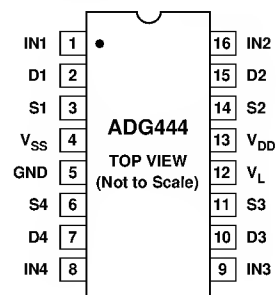 IN1 1 16 IN2
D1 2 15 D2
S1 3 14 S2
VSS 4 ADG444 13 VDD
TOP VIEW
GND 5 (Not to Scale) 12 VL
S4 6 11 S3
D4 7 10 D3
IN4 8 9 IN3